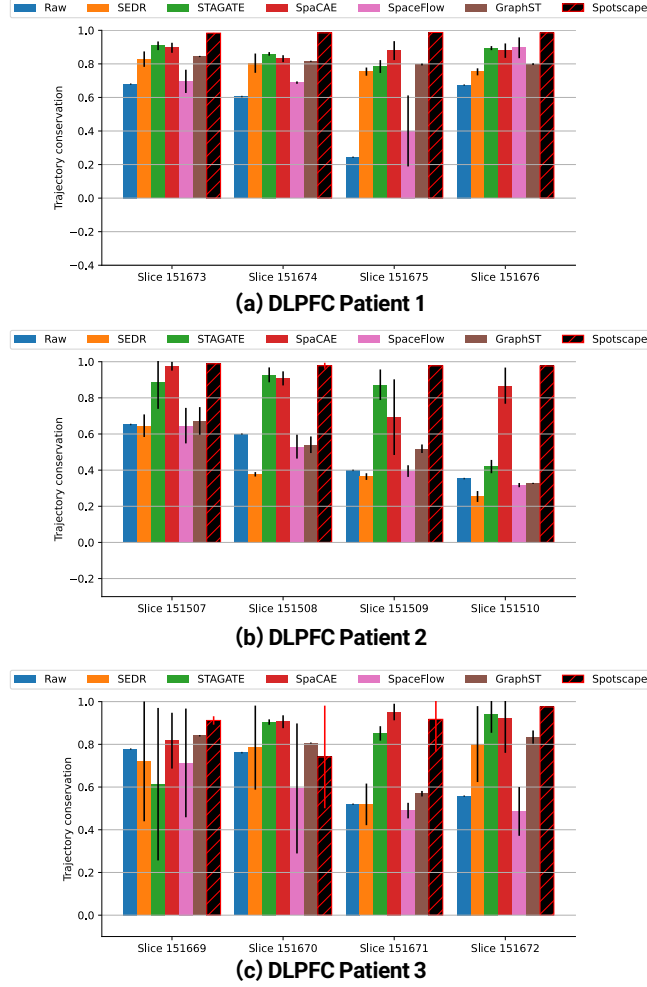 Raw SEDR STAGATE SpaCAE SpaceFlow GraphST Spotscape
Trajectory conservation
1.0
0.8
0.6
0.4
0.2
0.0
−0.2
−0.4
Slice 151673 Slice 151674 Slice 151675 Slice 151676
(a) DLPFC Patient 1
Raw SEDR STAGATE SpaCAE SpaceFlow GraphST Spotscape
Trajectory conservation
1.0
0.8
0.6
0.4
0.2
0.0
−0.2
Slice 151507 Slice 151508 Slice 151509 Slice 151510
(b) DLPFC Patient 2
Raw SEDR STAGATE SpaCAE SpaceFlow GraphST Spotscape
Trajectory conservation
1.0
0.8
0.6
0.4
0.2
0.0
Slice 151669 Slice 151670 Slice 151671 Slice 151672
(c) DLPFC Patient 3